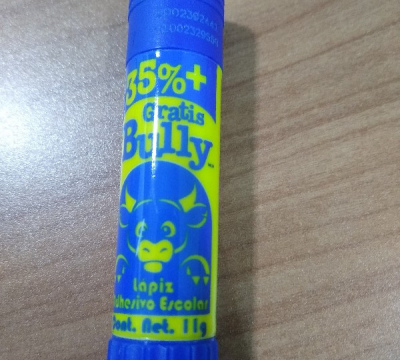 35%+
Gratis
Bully
Lapiz
Adhesivo Escolar
Cont. Net. 11g